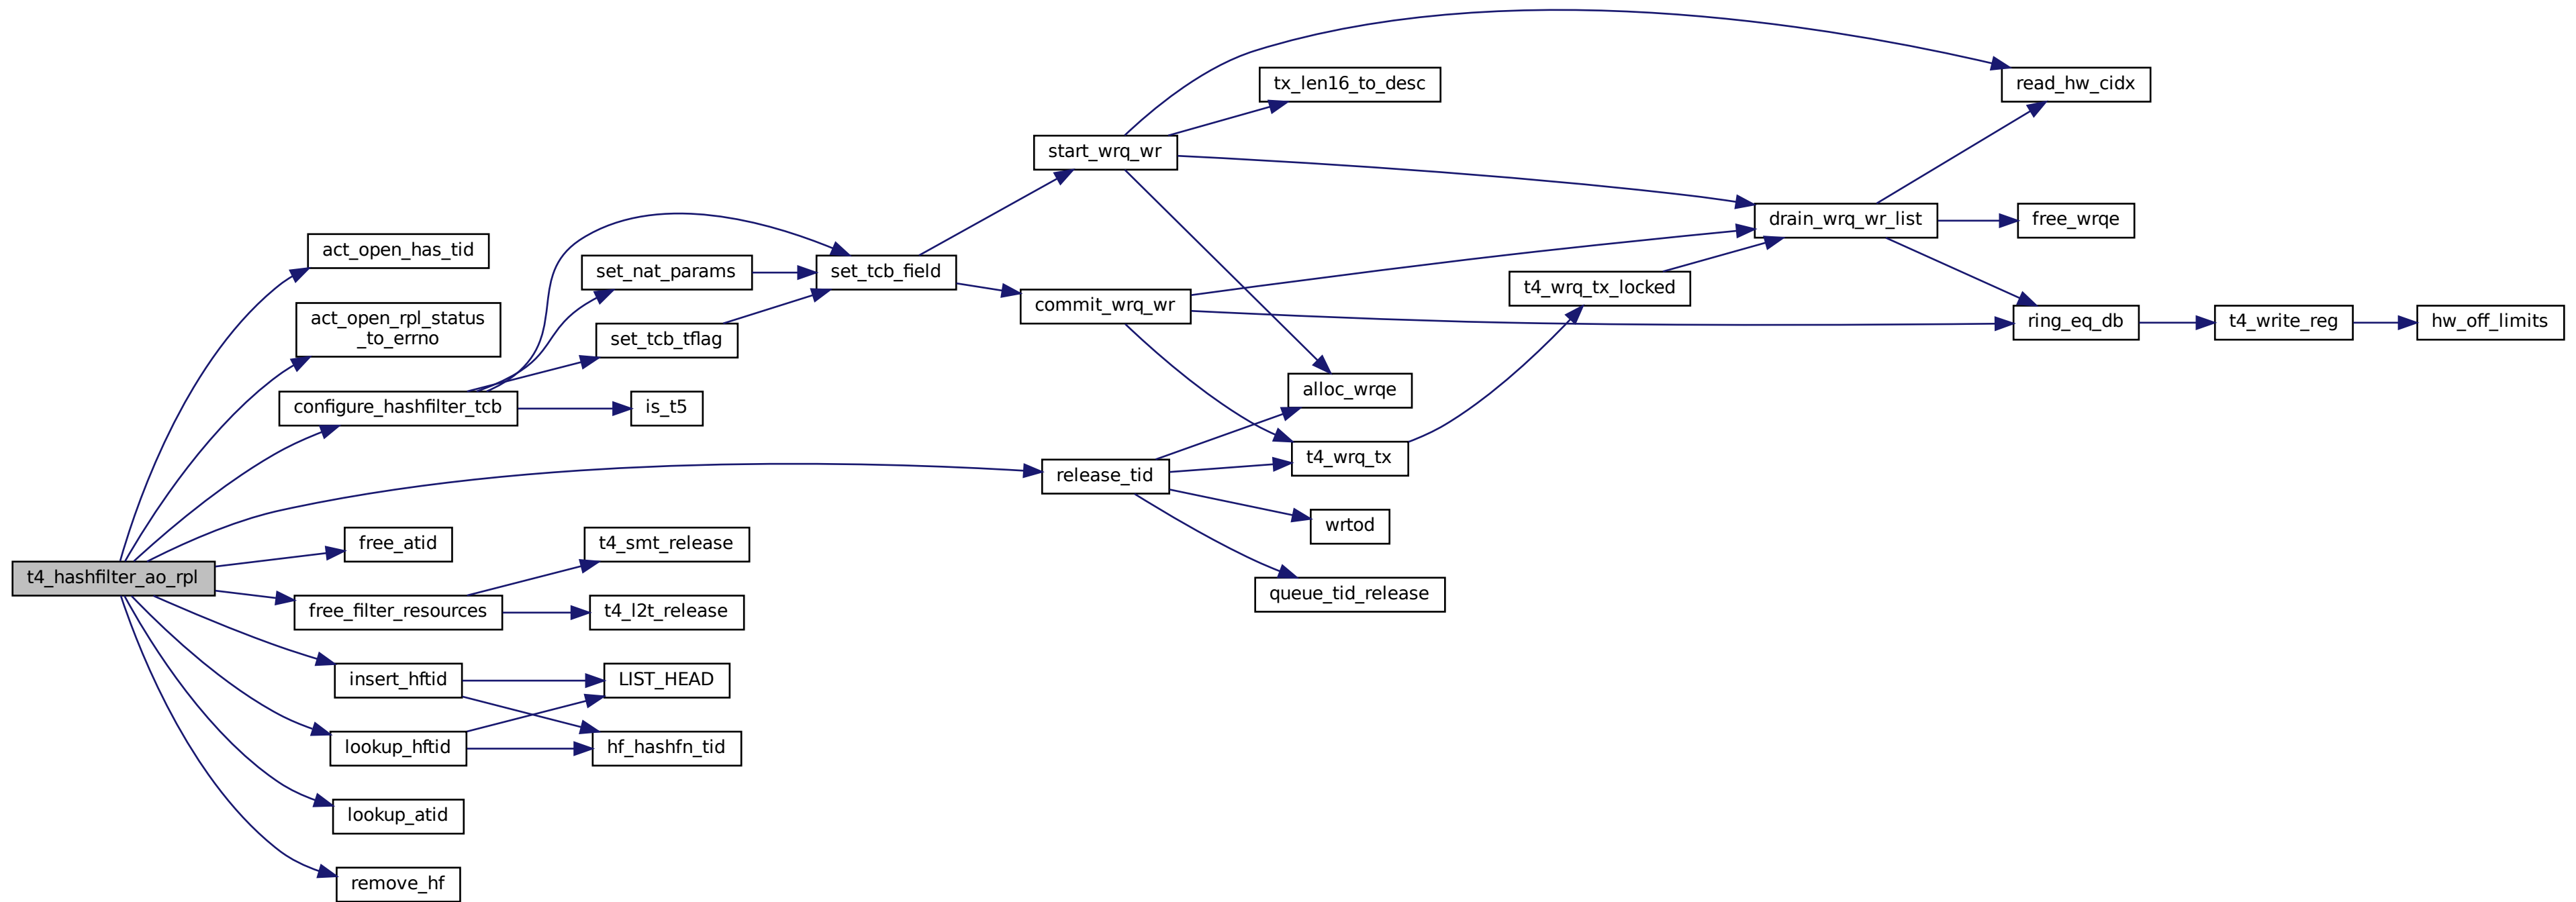 t4_hashfilter_ao_rpl
act_open_has_tid
act_open_rpl_status
_to_errno
configure_hashfilter_tcb
free_atid
free_filter_resources
insert_hftid
lookup_hftid
lookup_atid
remove_hf
set_nat_params
set_tcb_tflag
is_t5
t4_smt_release
t4_l2t_release
LIST_HEAD
hf_hashfn_tid
set_tcb_field
start_wrq_wr
commit_wrq_wr
release_tid
tx_len16_to_desc
alloc_wrqe
t4_wrq_tx
wrtod
queue_tid_release
t4_wrq_tx_locked
drain_wrq_wr_list
read_hw_cidx
free_wrqe
ring_eq_db
t4_write_reg
hw_off_limits